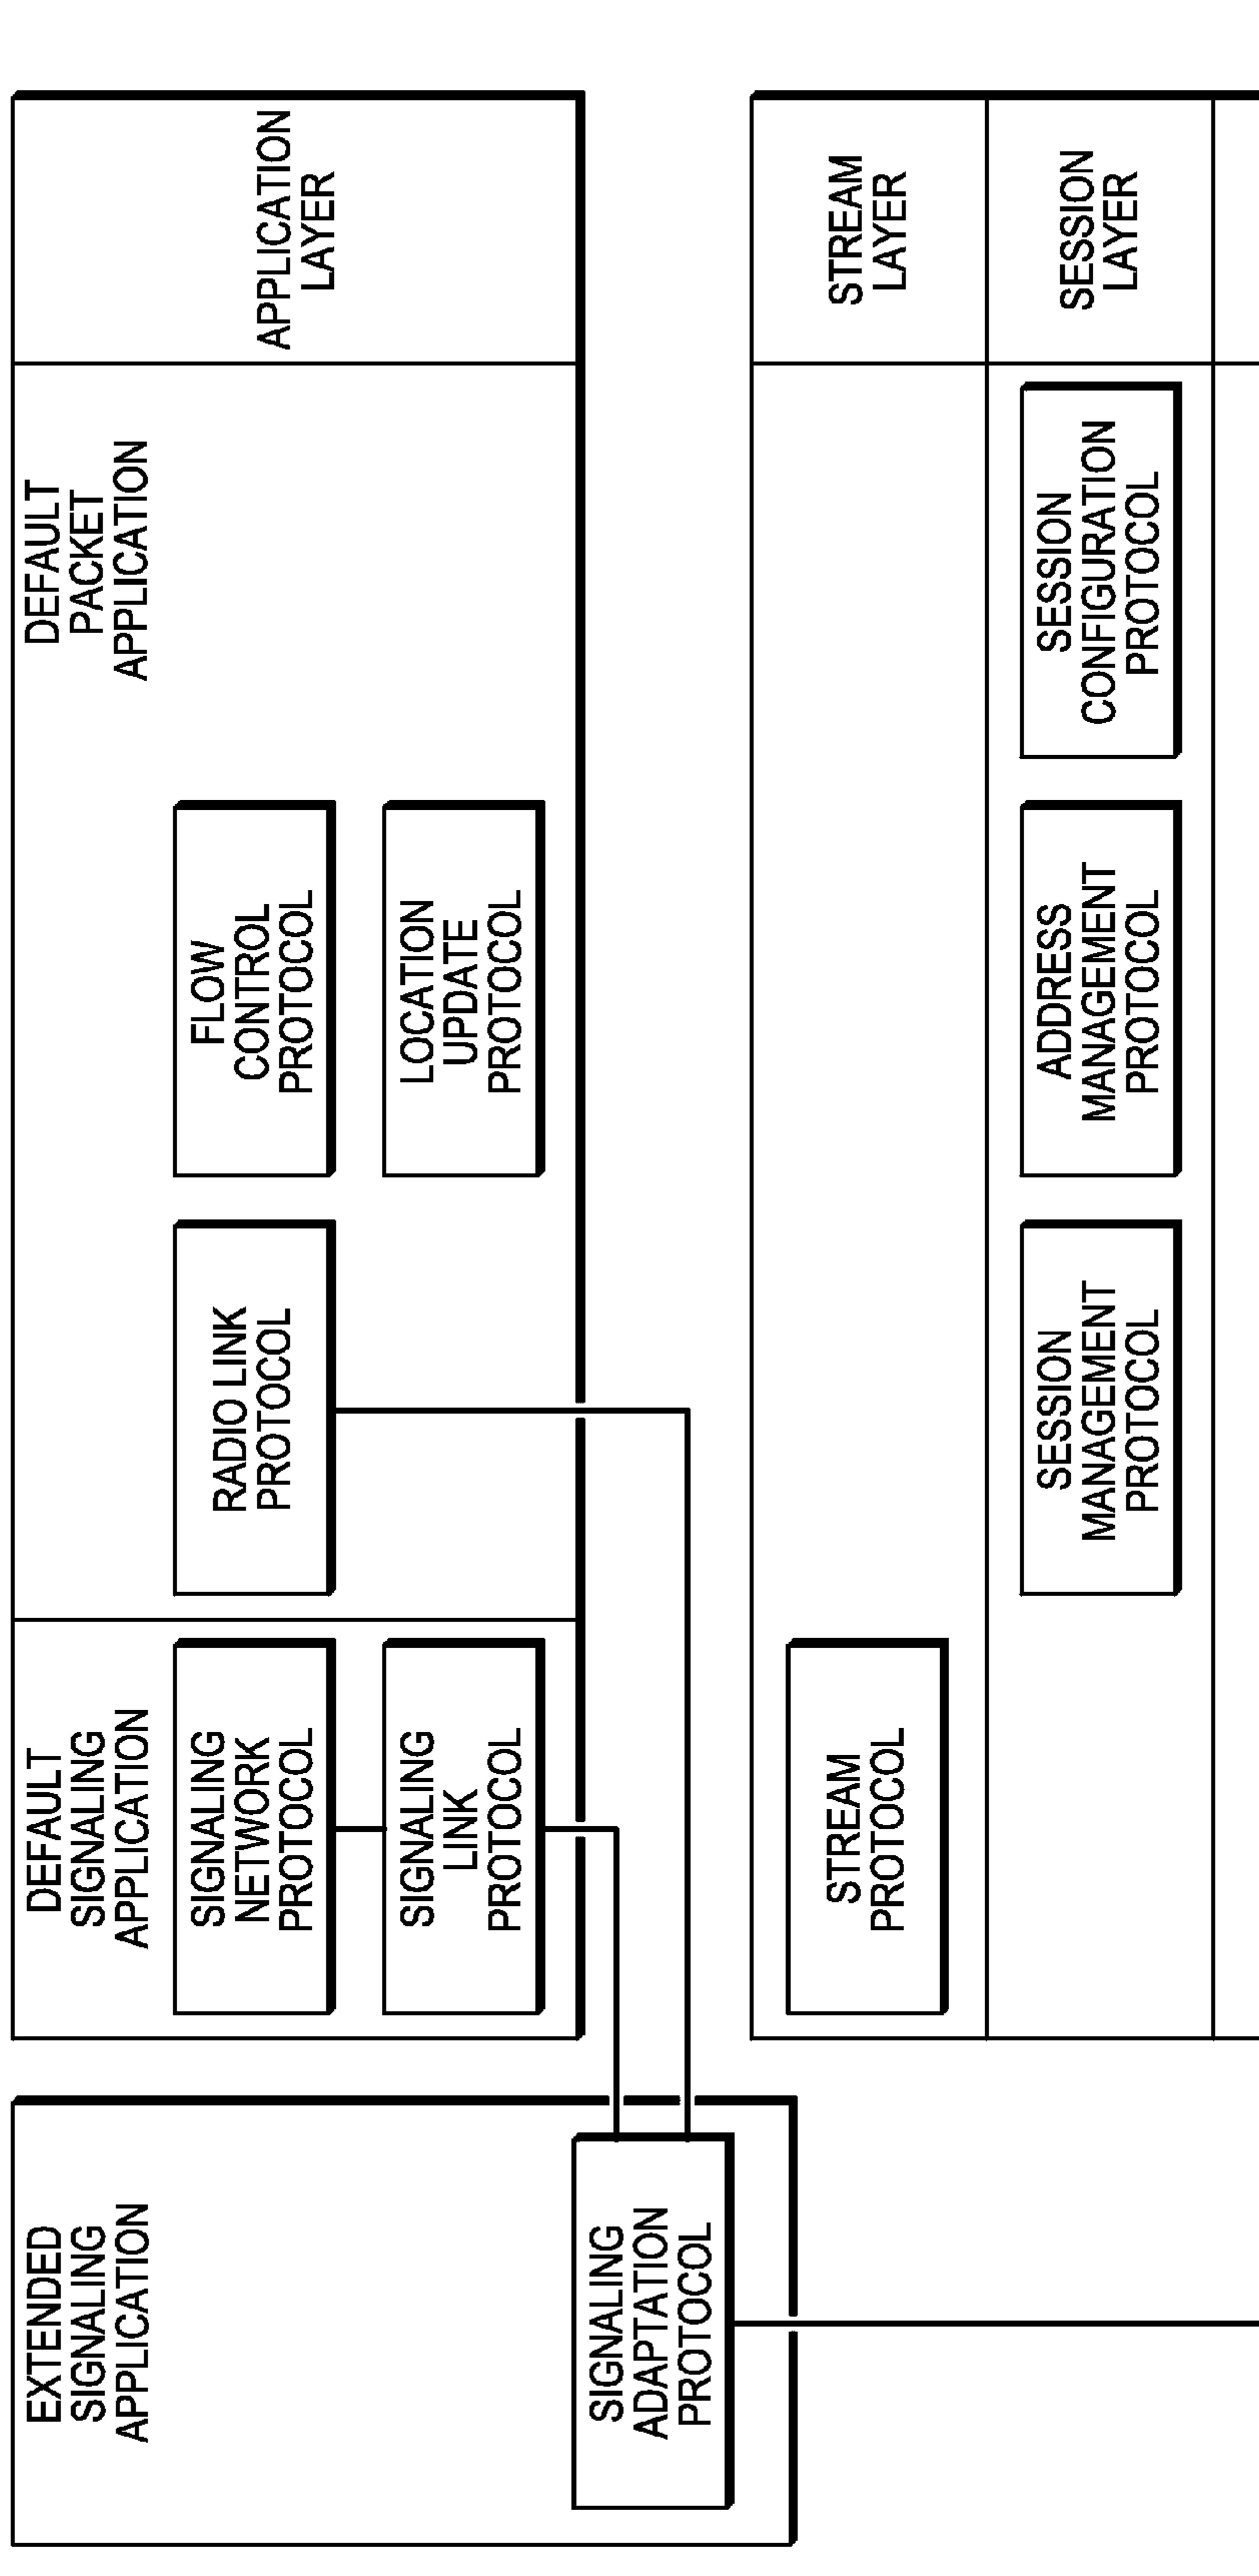 EXTENDED
SIGNALING
APPLICATION
SIGNALING
ADAPTATION
PROTOCOL
DEFAULT
SIGNALING
APPLICATION
SIGNALING
NETWORK
PROTOCOL
SIGNALING
LINK
PROTOCOL
DEFAULT
PACKET
APPLICATION
RADIO LINK
PROTOCOL
FLOW
CONTROL
PROTOCOL
LOCATION
UPDATE
PROTOCOL
APPLICATION
LAYER
STREAM
PROTOCOL
STREAM
LAYER
SESSION
MANAGEMENT
PROTOCOL
ADDRESS
MANAGEMENT
PROTOCOL
SESSION
CONFIGURATION
PROTOCOL
SESSION
LAYER